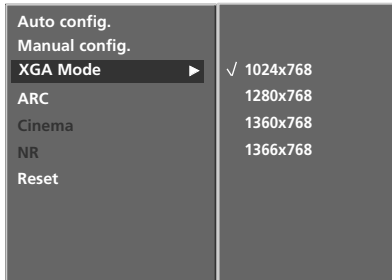 Auto config.
Manual config.
XGA Mode ▶ √ 1024x768
ARC 1280x768
Cinema 1360x768
NR 1366x768
Reset